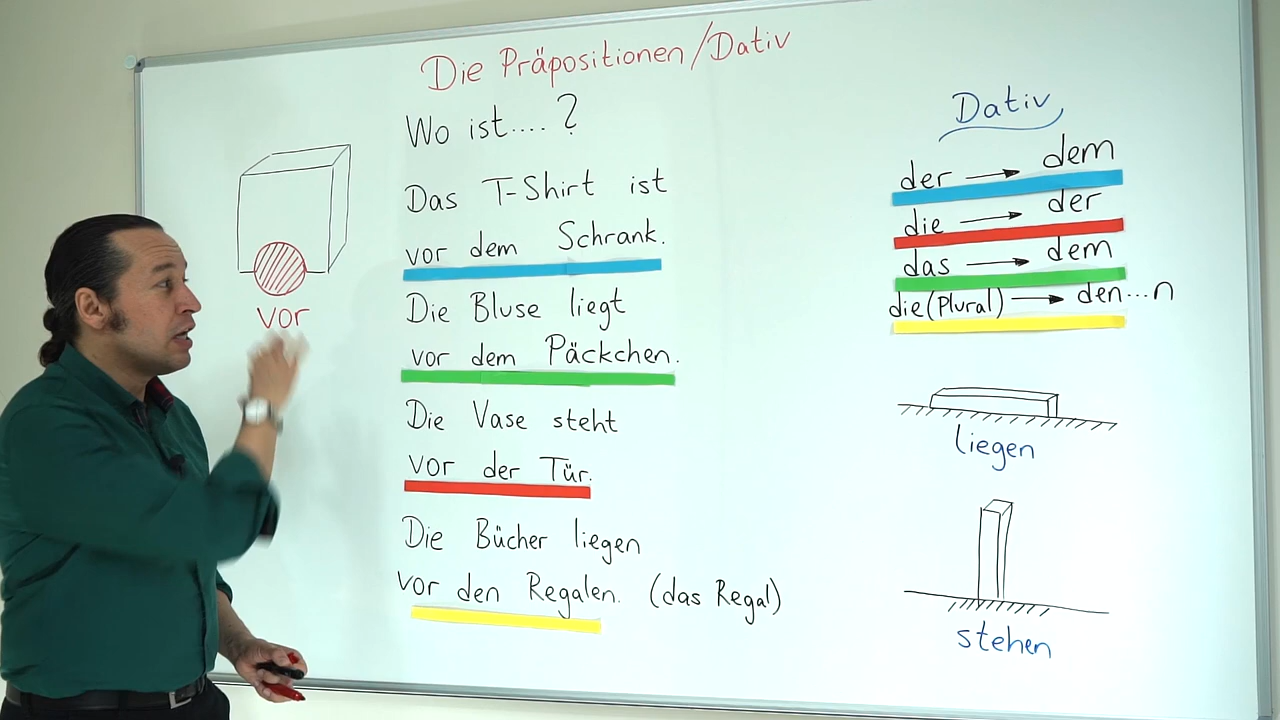 Die Präpositionen/Dativ
Wo ist.... ?
Das T-Shirt ist
vor dem Schrank.
Die Bluse liegt
vor dem Päckchen.
Die Vase steht
vor der Tür.
Die Bücher liegen
vor den Regalen. (das Regal)
vor
Dativ
der → dem
die → der
das → dem
die(Plural) → den...n
liegen
stehen